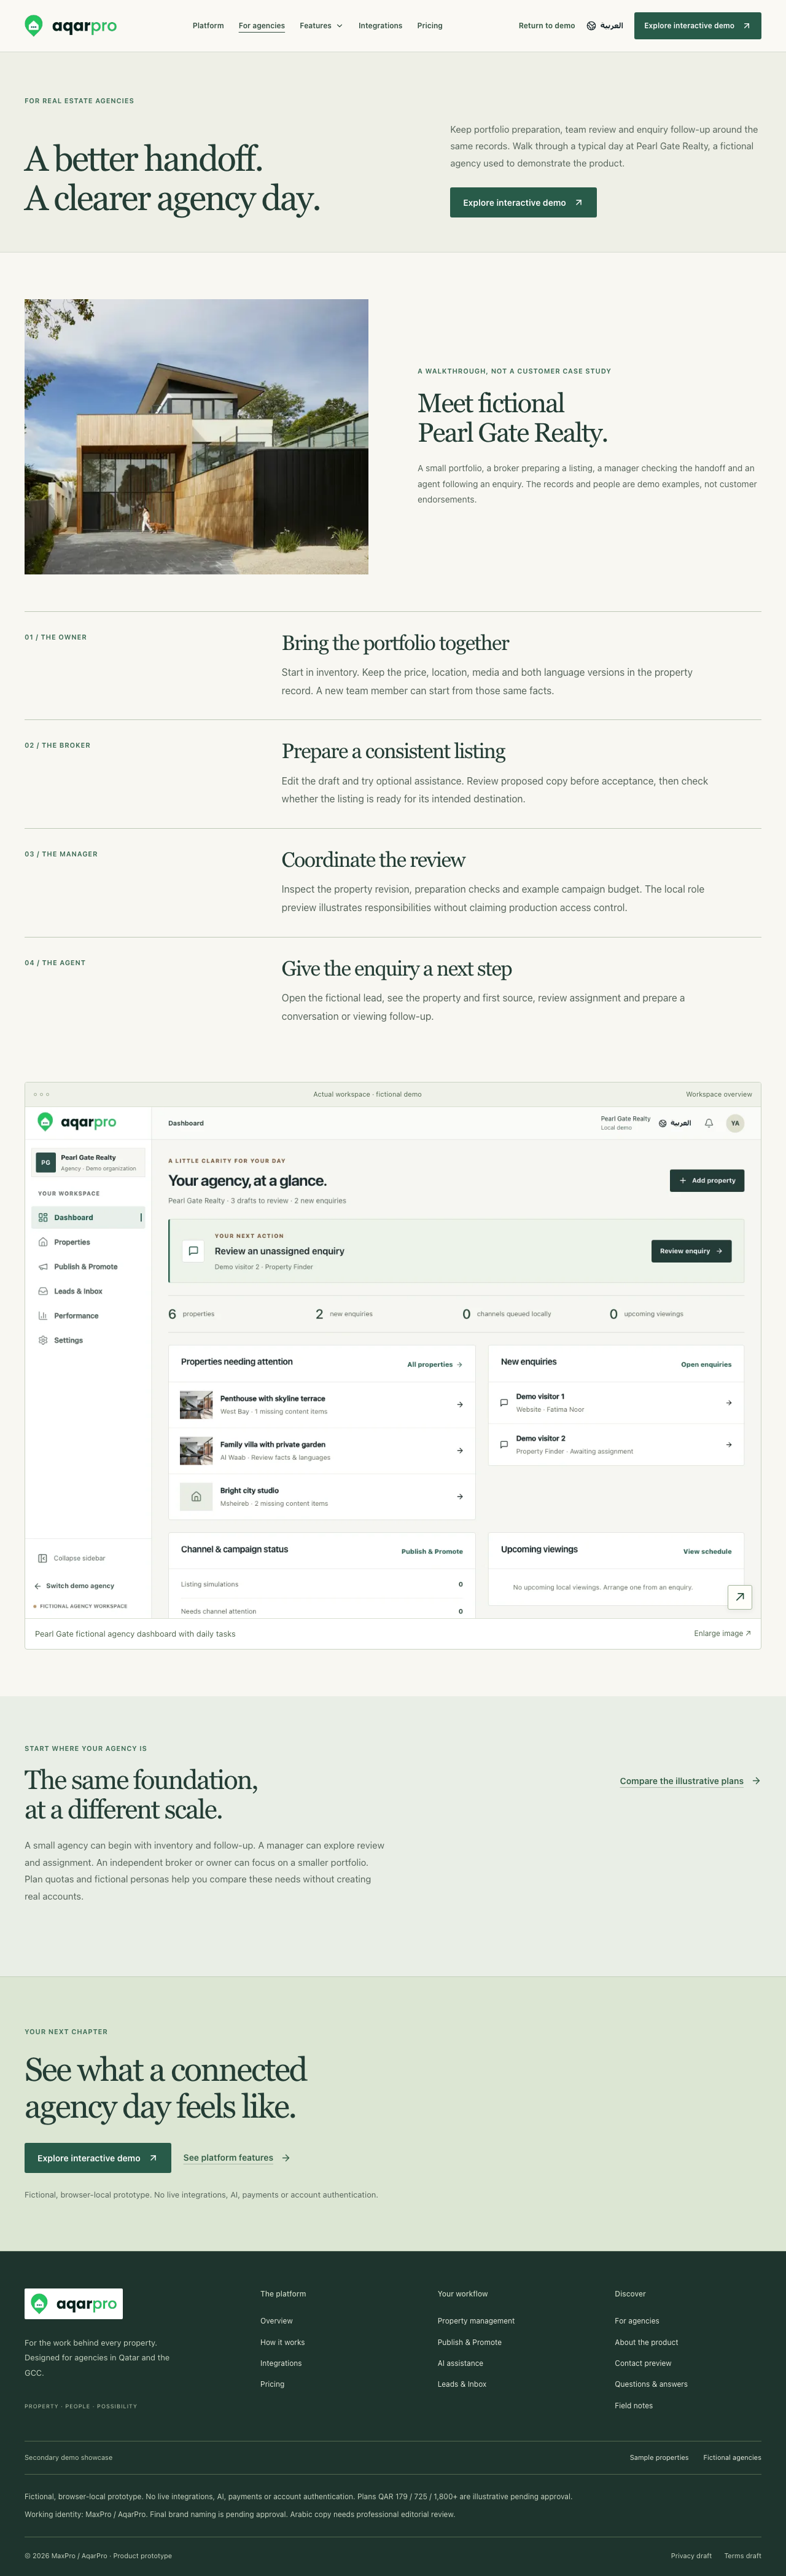 aqarpro
Platform
For agencies
Features
Integrations
Pricing
Return to demo
العربية
Explore interactive demo
FOR REAL ESTATE AGENCIES
A better handoff.
A clearer agency day.
Keep portfolio preparation, team review and enquiry follow-up around the
same records. Walk through a typical day at Pearl Gate Realty, a fictional
agency used to demonstrate the product.
Explore interactive demo
A WALKTHROUGH, NOT A CUSTOMER CASE STUDY
Meet fictional
Pearl Gate Realty.
A small portfolio, a broker preparing a listing, a manager checking the handoff and an
agent following an enquiry. The records and people are demo examples, not customer
endorsements.
01 / THE OWNER
Bring the portfolio together
Start in inventory. Keep the price, location, media and both language versions in the property
record. A new team member can start from those same facts.
02 / THE BROKER
Prepare a consistent listing
Edit the draft and try optional assistance. Review proposed copy before acceptance, then check
whether the listing is ready for its intended destination.
03 / THE MANAGER
Coordinate the review
Inspect the property revision, preparation checks and example campaign budget. The local role
preview illustrates responsibilities without claiming production access control.
04 / THE AGENT
Give the enquiry a next step
Open the fictional lead, see the property and first source, review assignment and prepare a
conversation or viewing follow-up.
Actual workspace · fictional demo
Workspace overview
aqarpro
Dashboard
Pearl Gate Realty
Local demo
العربية
YA
PG
Pearl Gate Realty
Agency · Demo organization
YOUR WORKSPACE
Dashboard
Properties
Publish & Promote
Leads & Inbox
Performance
Settings
Collapse sidebar
Switch demo agency
FICTIONAL AGENCY WORKSPACE
A LITTLE CLARITY FOR YOUR DAY
Your agency, at a glance.
Pearl Gate Realty · 3 drafts to review · 2 new enquiries
Add property
YOUR NEXT ACTION
Review an unassigned enquiry
Demo visitor 2 · Property Finder
Review enquiry
6 properties
2 new enquiries
0 channels queued locally
0 upcoming viewings
Properties needing attention
All properties
Penthouse with skyline terrace
West Bay · 1 missing content items
Family villa with private garden
Al Waab · Review facts & languages
Bright city studio
Msheireb · 2 missing content items
New enquiries
Open enquiries
Demo visitor 1
Website · Fatima Noor
Demo visitor 2
Property Finder · Awaiting assignment
Channel & campaign status
Publish & Promote
Listing simulations 0
Needs channel attention 0
Upcoming viewings
View schedule
No upcoming local viewings. Arrange one from an enquiry.
Pearl Gate fictional agency dashboard with daily tasks
Enlarge image ↗
START WHERE YOUR AGENCY IS
The same foundation,
at a different scale.
Compare the illustrative plans
A small agency can begin with inventory and follow-up. A manager can explore review
and assignment. An independent broker or owner can focus on a smaller portfolio.
Plan quotas and fictional personas help you compare these needs without creating
real accounts.
YOUR NEXT CHAPTER
See what a connected
agency day feels like.
Explore interactive demo
See platform features
Fictional, browser-local prototype. No live integrations, AI, payments or account authentication.
aqarpro
For the work behind every property.
Designed for agencies in Qatar and the
GCC.
PROPERTY · PEOPLE · POSSIBILITY
The platform
Overview
How it works
Integrations
Pricing
Your workflow
Property management
Publish & Promote
AI assistance
Leads & Inbox
Discover
For agencies
About the product
Contact preview
Questions & answers
Field notes
Secondary demo showcase
Sample properties
Fictional agencies
Fictional, browser-local prototype. No live integrations, AI, payments or account authentication. Plans QAR 179 / 725 / 1,800+ are illustrative pending approval.
Working identity: MaxPro / AqarPro. Final brand naming is pending approval. Arabic copy needs professional editorial review.
© 2026 MaxPro / AqarPro · Product prototype
Privacy draft
Terms draft